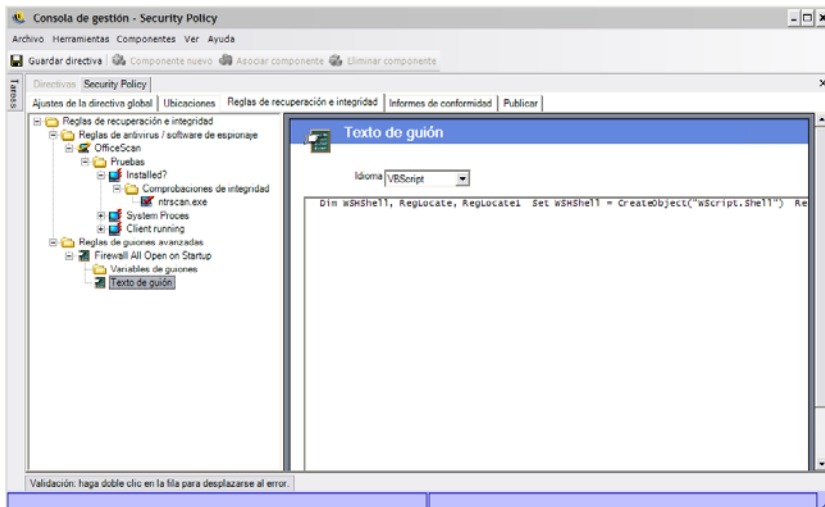 Consola de gestión - Security Policy
Archivo Herramientas Componentes Ver Ayuda
Guardar directiva Componente nuevo Asociar componente Eliminar componente
Tareas
Directivas Security Policy
Ajustes de la directiva global Ubicaciones Reglas de recuperación e integridad Informes de conformidad Publicar
Reglas de recuperación e integridad
Reglas de antivirus / software de espionaje
OfficeScan
Pruebas
Installed?
Comprobaciones de integridad
ntrscan.exe
System Proces
Client running
Reglas de guiones avanzadas
Firewall All Open on Startup
Variables de guiones
Texto de guión
Texto de guión
Idioma VBScript
Dim WSHShell, RegLocate, RegLocate1 Set WSHShell = CreateObject("WScript.Shell") Re
Validación: haga doble clic en la fila para desplazarse al error.